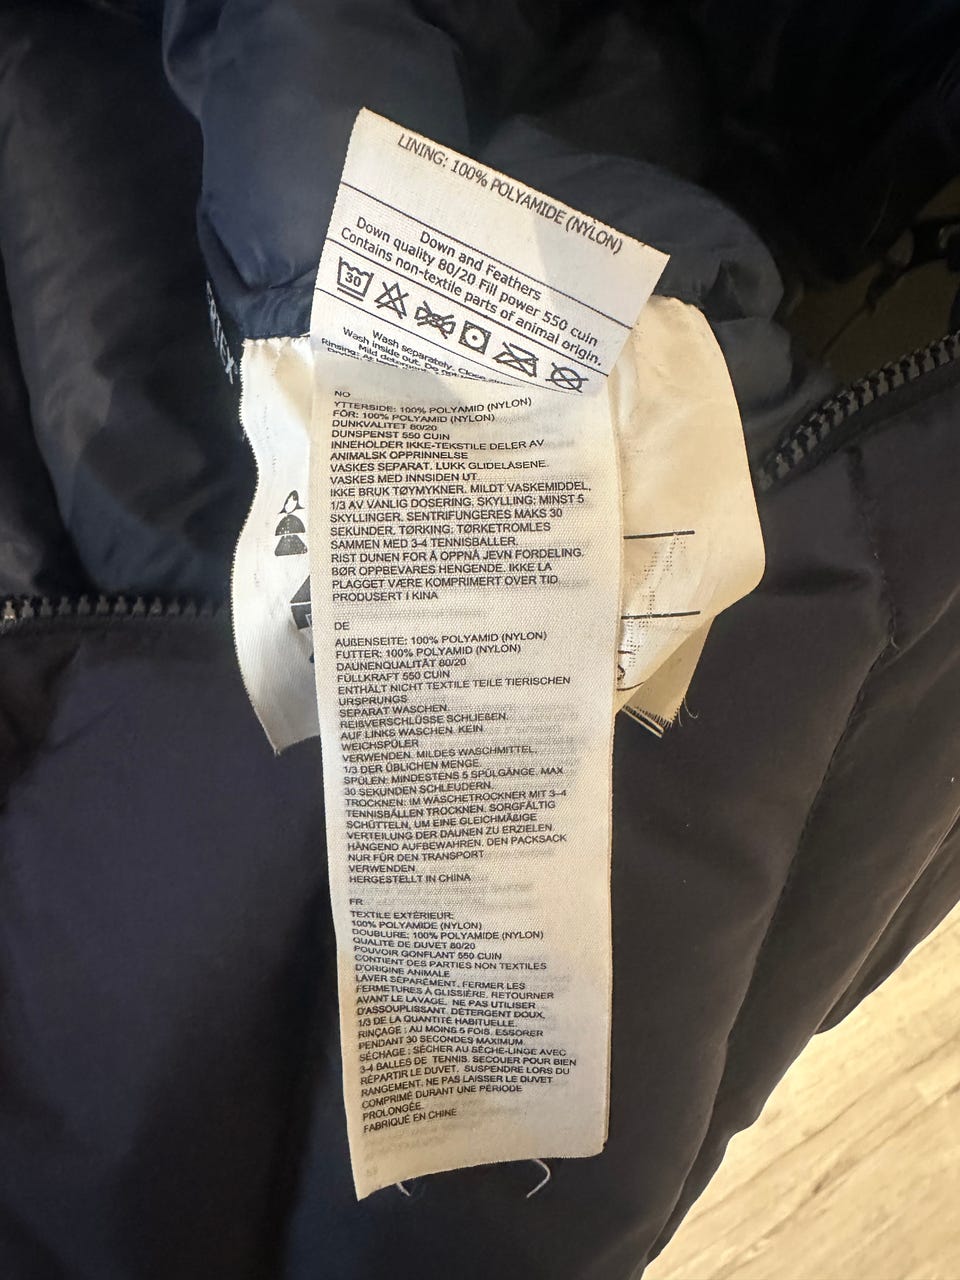 LINING: 100% POLYAMIDE (NYLON)
Down and Feathers
Down quality 80/20 Fill power 550 cuin
Contains non-textile parts of animal origin.
30
Wash separately. Close
Wash inside out. Do not
Mild detergent
Rinsing: At
NO
YTTERSIDE: 100% POLYAMID (NYLON)
FÔR: 100% POLYAMID (NYLON)
DUNKVALITET 80/20
DUNSPENST 550 CUIN
INNEHOLDER IKKE-TEKSTILE DELER AV
ANIMALSK OPPRINNELSE
VASKES SEPARAT. LUKK GLIDELÅSENE.
VASKES MED INNSIDEN UT.
IKKE BRUK TØYMYKNER. MILDT VASKEMIDDEL,
1/3 AV VANLIG DOSERING. SKYLLING: MINST 5
SKYLLINGER. SENTRIFUNGERES MAKS 30
SEKUNDER. TØRKING: TØRKETROMLES
SAMMEN MED 3-4 TENNISBALLER.
RIST DUNEN FOR Å OPPNÅ JEVN FORDELING.
BØR OPPBEVARES HENGENDE. IKKE LA
PLAGGET VÆRE KOMPRIMERT OVER TID
PRODUSERT I KINA
DE
AUßENSEITE: 100% POLYAMID (NYLON)
FUTTER: 100% POLYAMID (NYLON)
DAUNENQUALITÄT 80/20
FÜLLKRAFT 550 CUIN
ENTHÄLT NICHT TEXTILE TEILE TIERISCHEN
URSPRUNGS
SEPARAT WASCHEN.
REIßVERSCHLÜSSE SCHLIEßEN.
AUF LINKS WASCHEN. KEIN
WEICHSPÜLER
VERWENDEN. MILDES WASCHMITTEL,
1/3 DER ÜBLICHEN MENGE.
SPÜLEN: MINDESTENS 5 SPÜLGÄNGE. MAX
30 SEKUNDEN SCHLEUDERN.
TROCKNEN: IM WÄSCHETROCKNER MIT 3-4
TENNISBÄLLEN TROCKNEN. SORGFÄLTIG
SCHÜTTELN, UM EINE GLEICHMÄßIGE
VERTEILUNG DER DAUNEN ZU ERZIELEN.
HÄNGEND AUFBEWAHREN. DEN PACKSACK
NUR FÜR DEN TRANSPORT
VERWENDEN.
HERGESTELLT IN CHINA
FR
TEXTILE EXTÉRIEUR:
100% POLYAMIDE (NYLON)
DOUBLURE: 100% POLYAMIDE (NYLON)
QUALITÉ DE DUVET 80/20
POUVOIR GONFLANT 550 CUIN
CONTIENT DES PARTIES NON TEXTILES
D'ORIGINE ANIMALE
LAVER SÉPARÉMENT. FERMER LES
FERMETURES À GLISSIÈRE. RETOURNER
AVANT LE LAVAGE. NE PAS UTILISER
D'ASSOUPLISSANT. DÉTERGENT DOUX,
1/3 DE LA QUANTITÉ HABITUELLE.
RINÇAGE : AU MOINS 5 FOIS. ESSORER
PENDANT 30 SECONDES MAXIMUM.
SÉCHAGE : SÉCHER AU SÈCHE-LINGE AVEC
3-4 BALLES DE TENNIS. SECOUER POUR BIEN
RÉPARTIR LE DUVET. SUSPENDRE LORS DU
RANGEMENT. NE PAS LAISSER LE DUVET
COMPRIMÉ DURANT UNE PÉRIODE
PROLONGÉE.
FABRIQUÉ EN CHINE